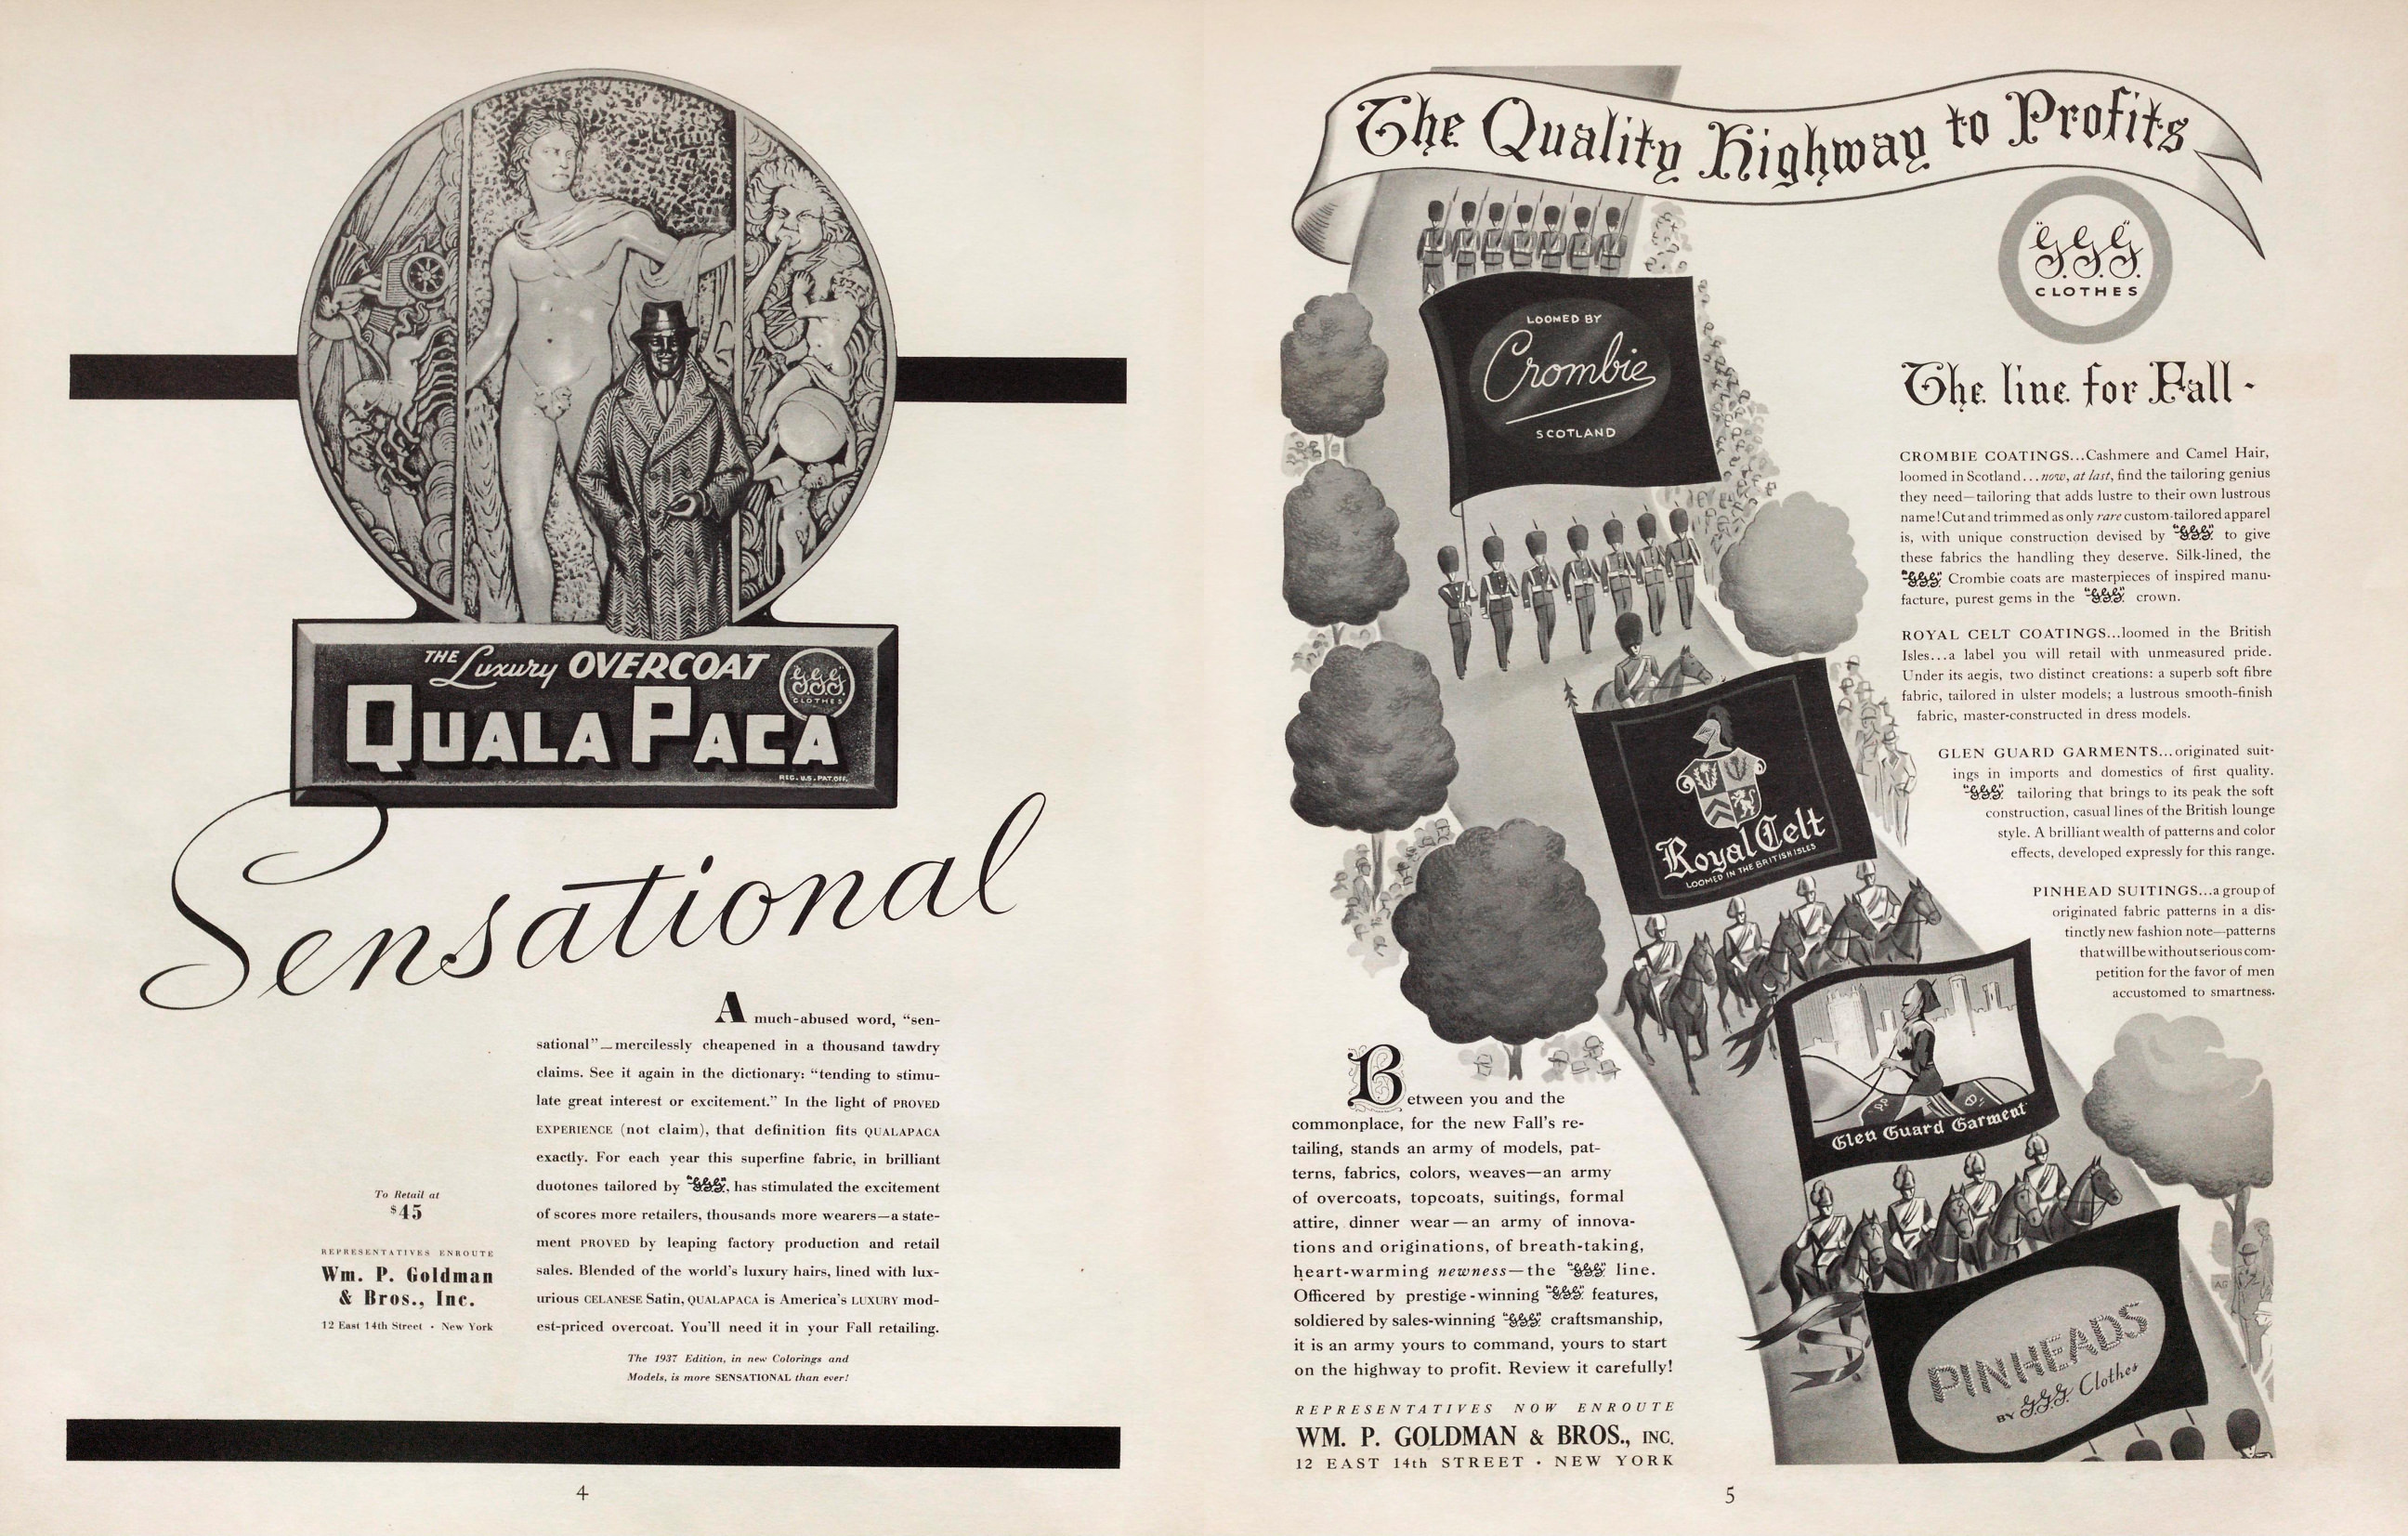 THE Luxury OVERCOAT
"G.G.G."
CLOTHES
QUALA PACA
REG. U.S. PAT. OFF.
Sensational
A much-abused word, “sen-
sational”—mercilessly cheapened in a thousand tawdry
claims. See it again in the dictionary: “tending to stimu-
late great interest or excitement.” In the light of PROVED
EXPERIENCE (not claim), that definition fits QUALAPACA
exactly. For each year this superfine fabric, in brilliant
duotones tailored by "GGG", has stimulated the excitement
of scores more retailers, thousands more wearers—a state-
ment PROVED by leaping factory production and retail
sales. Blended of the world's luxury hairs, lined with lux-
urious CELANESE Satin, QUALAPACA is America's LUXURY mod-
est-priced overcoat. You'll need it in your Fall retailing.
The 1937 Edition, in new Colorings and
Models, is more SENSATIONAL than ever!
To Retail at
$45
REPRESENTATIVES ENROUTE
Wm. P. Goldman
& Bros., Inc.
12 East 14th Street • New York
4
The Quality Highway to Profits
"G.G.G."
CLOTHES
LOOMED BY
Crombie
SCOTLAND
Royal Celt
LOOMED IN THE BRITISH ISLES
Glen Guard Garment
AG
PINHEADS
BY G.G.G. Clothes
The line for Fall -
CROMBIE COATINGS...Cashmere and Camel Hair,
loomed in Scotland...now, at last, find the tailoring genius
they need—tailoring that adds lustre to their own lustrous
name! Cut and trimmed as only rare custom-tailored apparel
is, with unique construction devised by "GGG" to give
these fabrics the handling they deserve. Silk-lined, the
"GGG" Crombie coats are masterpieces of inspired manu-
facture, purest gems in the "GGG" crown.
ROYAL CELT COATINGS...loomed in the British
Isles...a label you will retail with unmeasured pride.
Under its aegis, two distinct creations: a superb soft fibre
fabric, tailored in ulster models; a lustrous smooth-finish
fabric, master-constructed in dress models.
GLEN GUARD GARMENTS...originated suit-
ings in imports and domestics of first quality.
"GGG" tailoring that brings to its peak the soft
construction, casual lines of the British lounge
style. A brilliant wealth of patterns and color
effects, developed expressly for this range.
PINHEAD SUITINGS...a group of
originated fabric patterns in a dis-
tinctly new fashion note—patterns
that will be without serious com-
petition for the favor of men
accustomed to smartness.
Between you and the
commonplace, for the new Fall's re-
tailing, stands an army of models, pat-
terns, fabrics, colors, weaves—an army
of overcoats, topcoats, suitings, formal
attire, dinner wear—an army of innova-
tions and originations, of breath-taking,
heart-warming newness—the "GGG" line.
Officered by prestige-winning "GGG" features,
soldiered by sales-winning "GGG" craftsmanship,
it is an army yours to command, yours to start
on the highway to profit. Review it carefully!
REPRESENTATIVES NOW ENROUTE
WM. P. GOLDMAN & BROS., INC.
12 EAST 14th STREET • NEW YORK
5